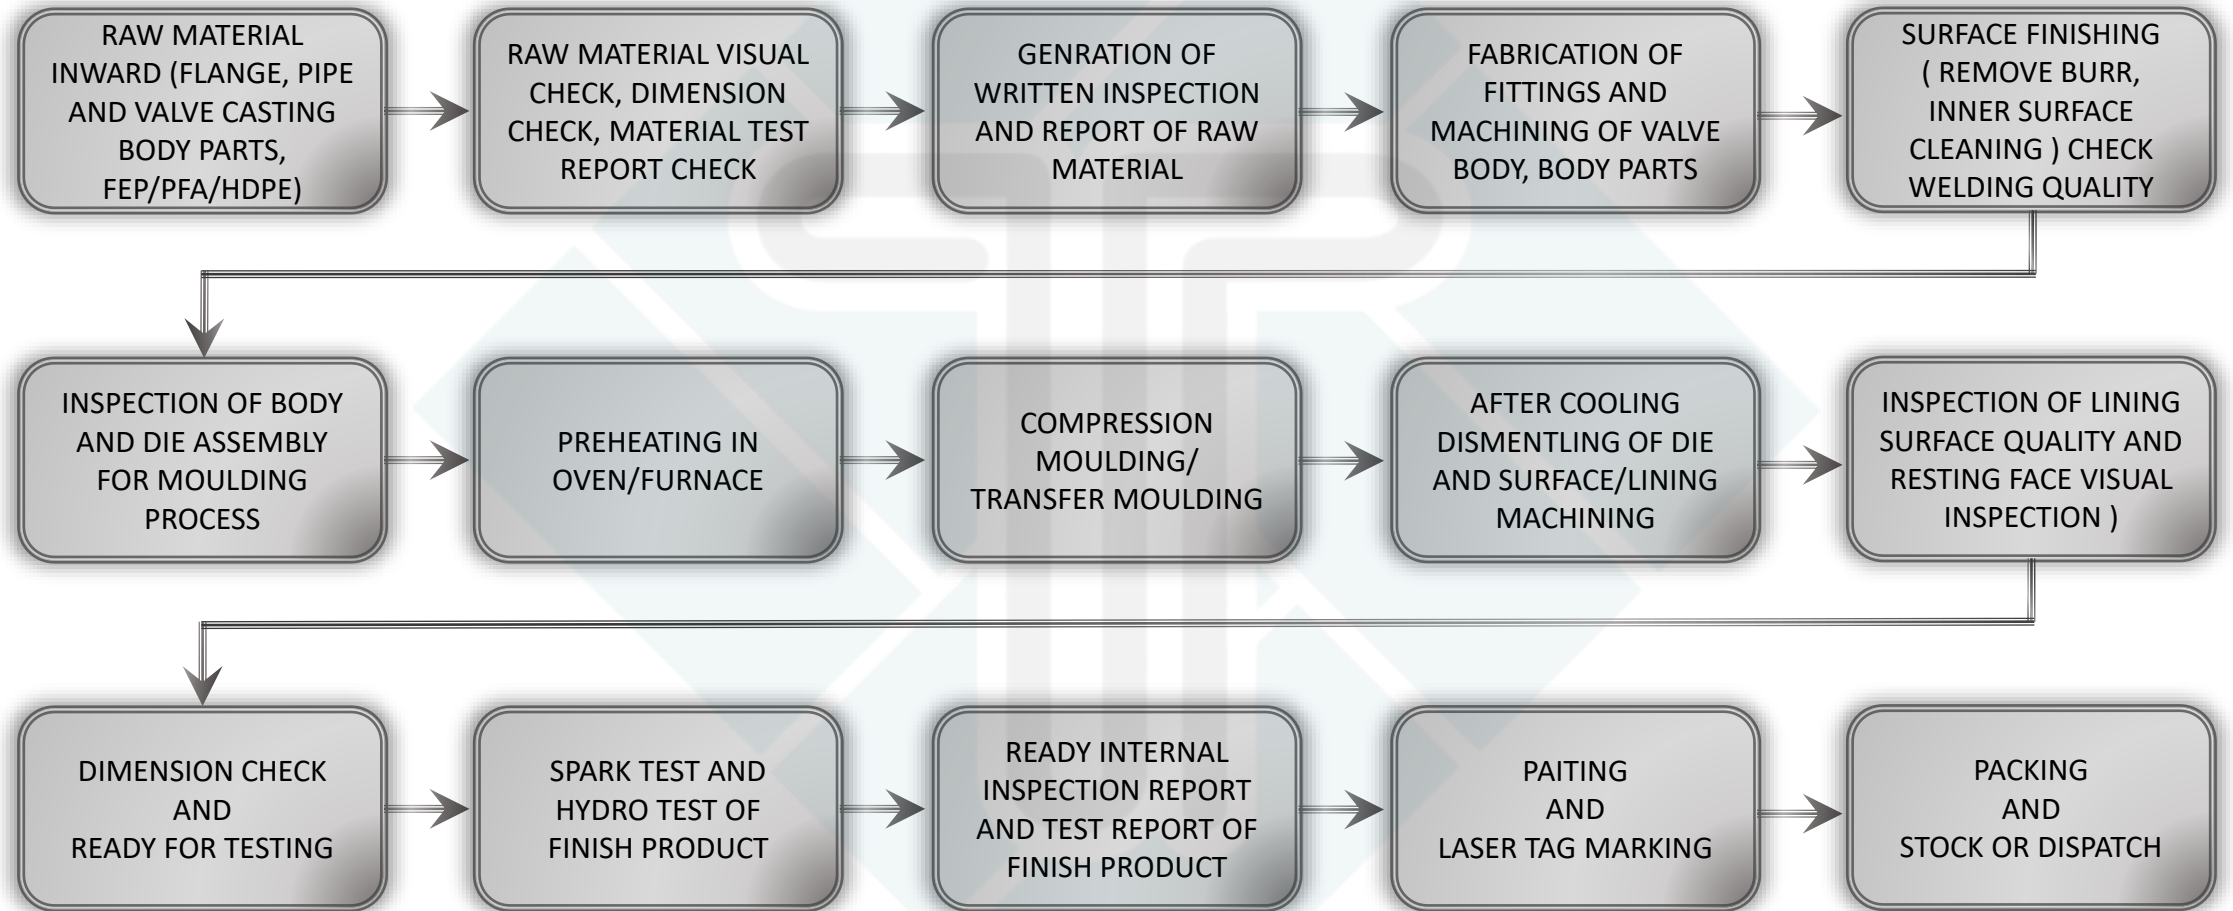 RAW MATERIAL
INWARD (FLANGE, PIPE
AND VALVE CASTING
BODY PARTS,
FEP/PFA/HDPE)
RAW MATERIAL VISUAL
CHECK, DIMENSION
CHECK, MATERIAL TEST
REPORT CHECK
GENRATION OF
WRITTEN INSPECTION
AND REPORT OF RAW
MATERIAL
FABRICATION OF
FITTINGS AND
MACHINING OF VALVE
BODY, BODY PARTS
SURFACE FINISHING
( REMOVE BURR,
INNER SURFACE
CLEANING ) CHECK
WELDING QUALITY
INSPECTION OF BODY
AND DIE ASSEMBLY
FOR MOULDING
PROCESS
PREHEATING IN
OVEN/FURNACE
COMPRESSION
MOULDING/
TRANSFER MOULDING
AFTER COOLING
DISMENTLING OF DIE
AND SURFACE/LINING
MACHINING
INSPECTION OF LINING
SURFACE QUALITY AND
RESTING FACE VISUAL
INSPECTION )
DIMENSION CHECK
AND
READY FOR TESTING
SPARK TEST AND
HYDRO TEST OF
FINISH PRODUCT
READY INTERNAL
INSPECTION REPORT
AND TEST REPORT OF
FINISH PRODUCT
PAITING
AND
LASER TAG MARKING
PACKING
AND
STOCK OR DISPATCH